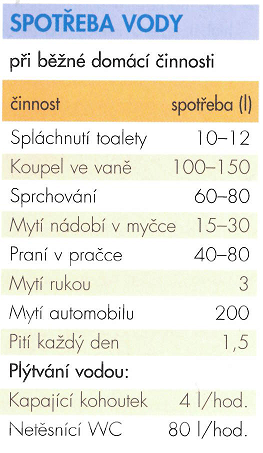 SPOTŘEBA VODY
při běžné domácí činnosti
činnost spotřeba (l)
Spláchnutí toalety 10–12
Koupel ve vaně 100–150
Sprchování 60–80
Mytí nádobí v myčce 15–30
Praní v pračce 40–80
Mytí rukou 3
Mytí automobilu 200
Pití každý den 1,5
Plýtvání vodou:
Kapající kohoutek 4 l/hod.
Netěsnící WC 80 l/hod.